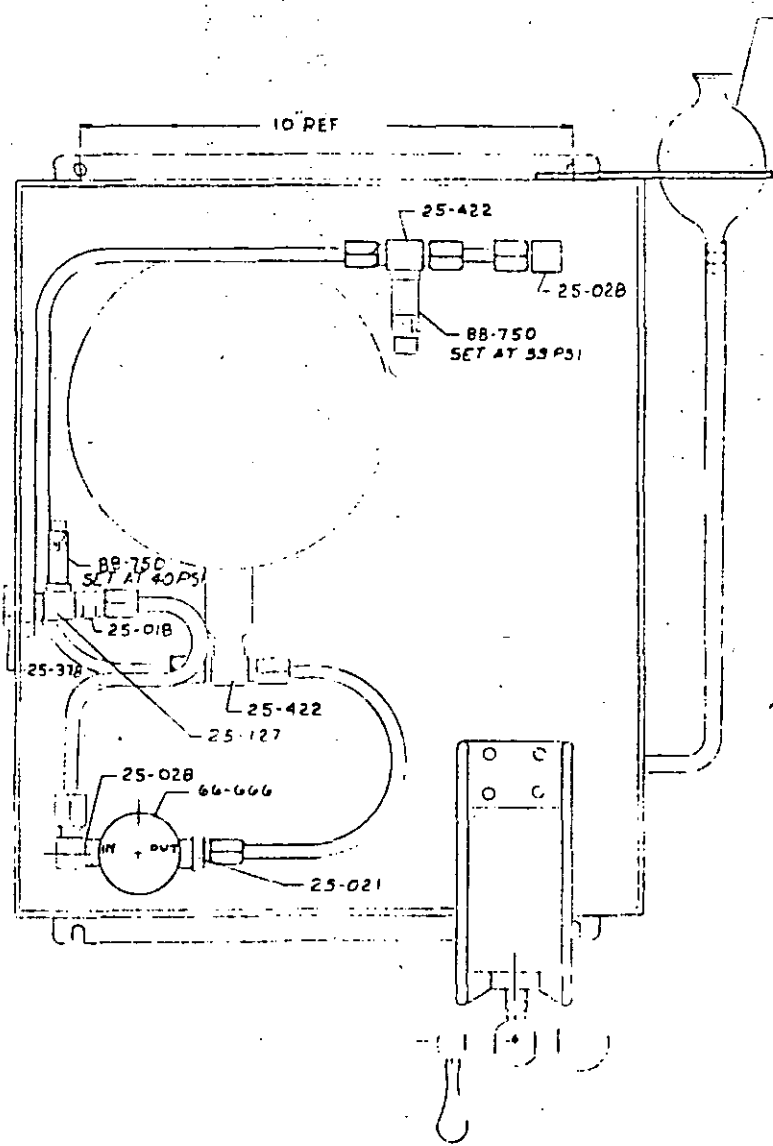 10" REF
25-422
25-028
88-750
SET AT 39 PSI
88-750
SET AT 40 PSI
25-018
25-378
25-422
25-127
25-028
66-666
IN
OUT
25-021